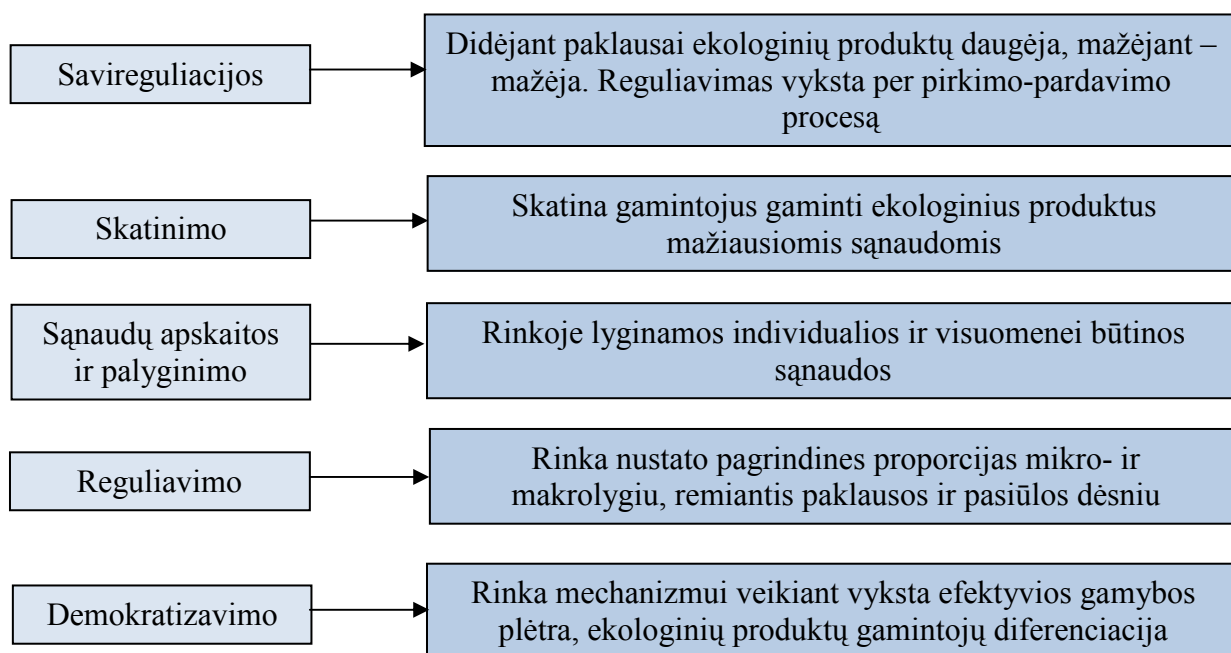 Savireguliacijos
Didėjant paklausai ekologinių produktų daugėja, mažėjant –
mažėja. Reguliavimas vyksta per pirkimo-pardavimo
procesą
Skatinimo
Skatina gamintojus gaminti ekologinius produktus
mažiausiomis sąnaudomis
Sąnaudų apskaitos
ir palyginimo
Rinkoje lyginamos individualios ir visuomenei būtinos
sąnaudos
Reguliavimo
Rinka nustato pagrindines proporcijas mikro- ir
makrolygiu, remiantis paklausos ir pasiūlos dėsniu
Demokratizavimo
Rinka mechanizmui veikiant vyksta efektyvios gamybos
plėtra, ekologinių produktų gamintojų diferenciacija